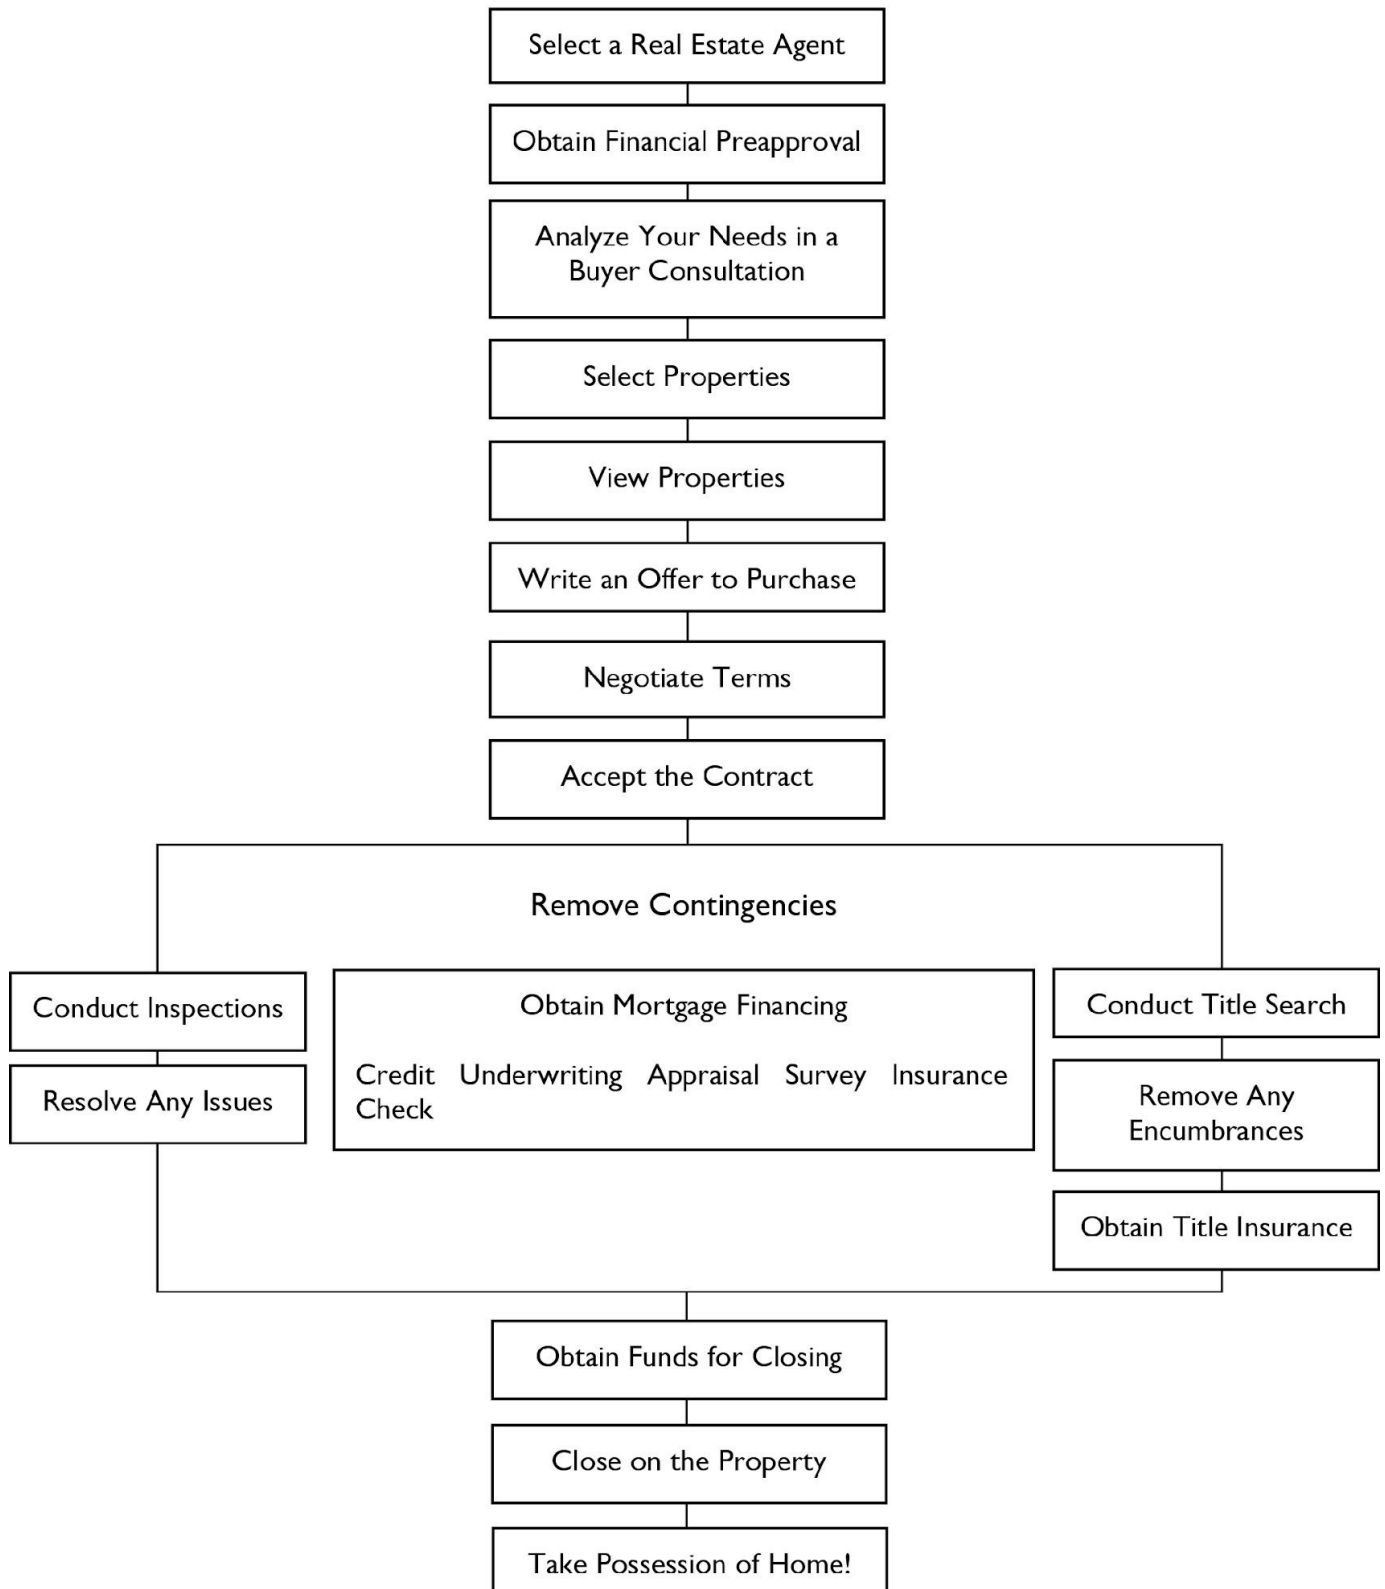 Select a Real Estate Agent
Obtain Financial Preapproval
Analyze Your Needs in a
Buyer Consultation
Select Properties
View Properties
Write an Offer to Purchase
Negotiate Terms
Accept the Contract
Remove Contingencies
Conduct Inspections
Resolve Any Issues
Obtain Mortgage Financing
Credit Underwriting Appraisal Survey Insurance
Check
Conduct Title Search
Remove Any
Encumbrances
Obtain Title Insurance
Obtain Funds for Closing
Close on the Property
Take Possession of Home!